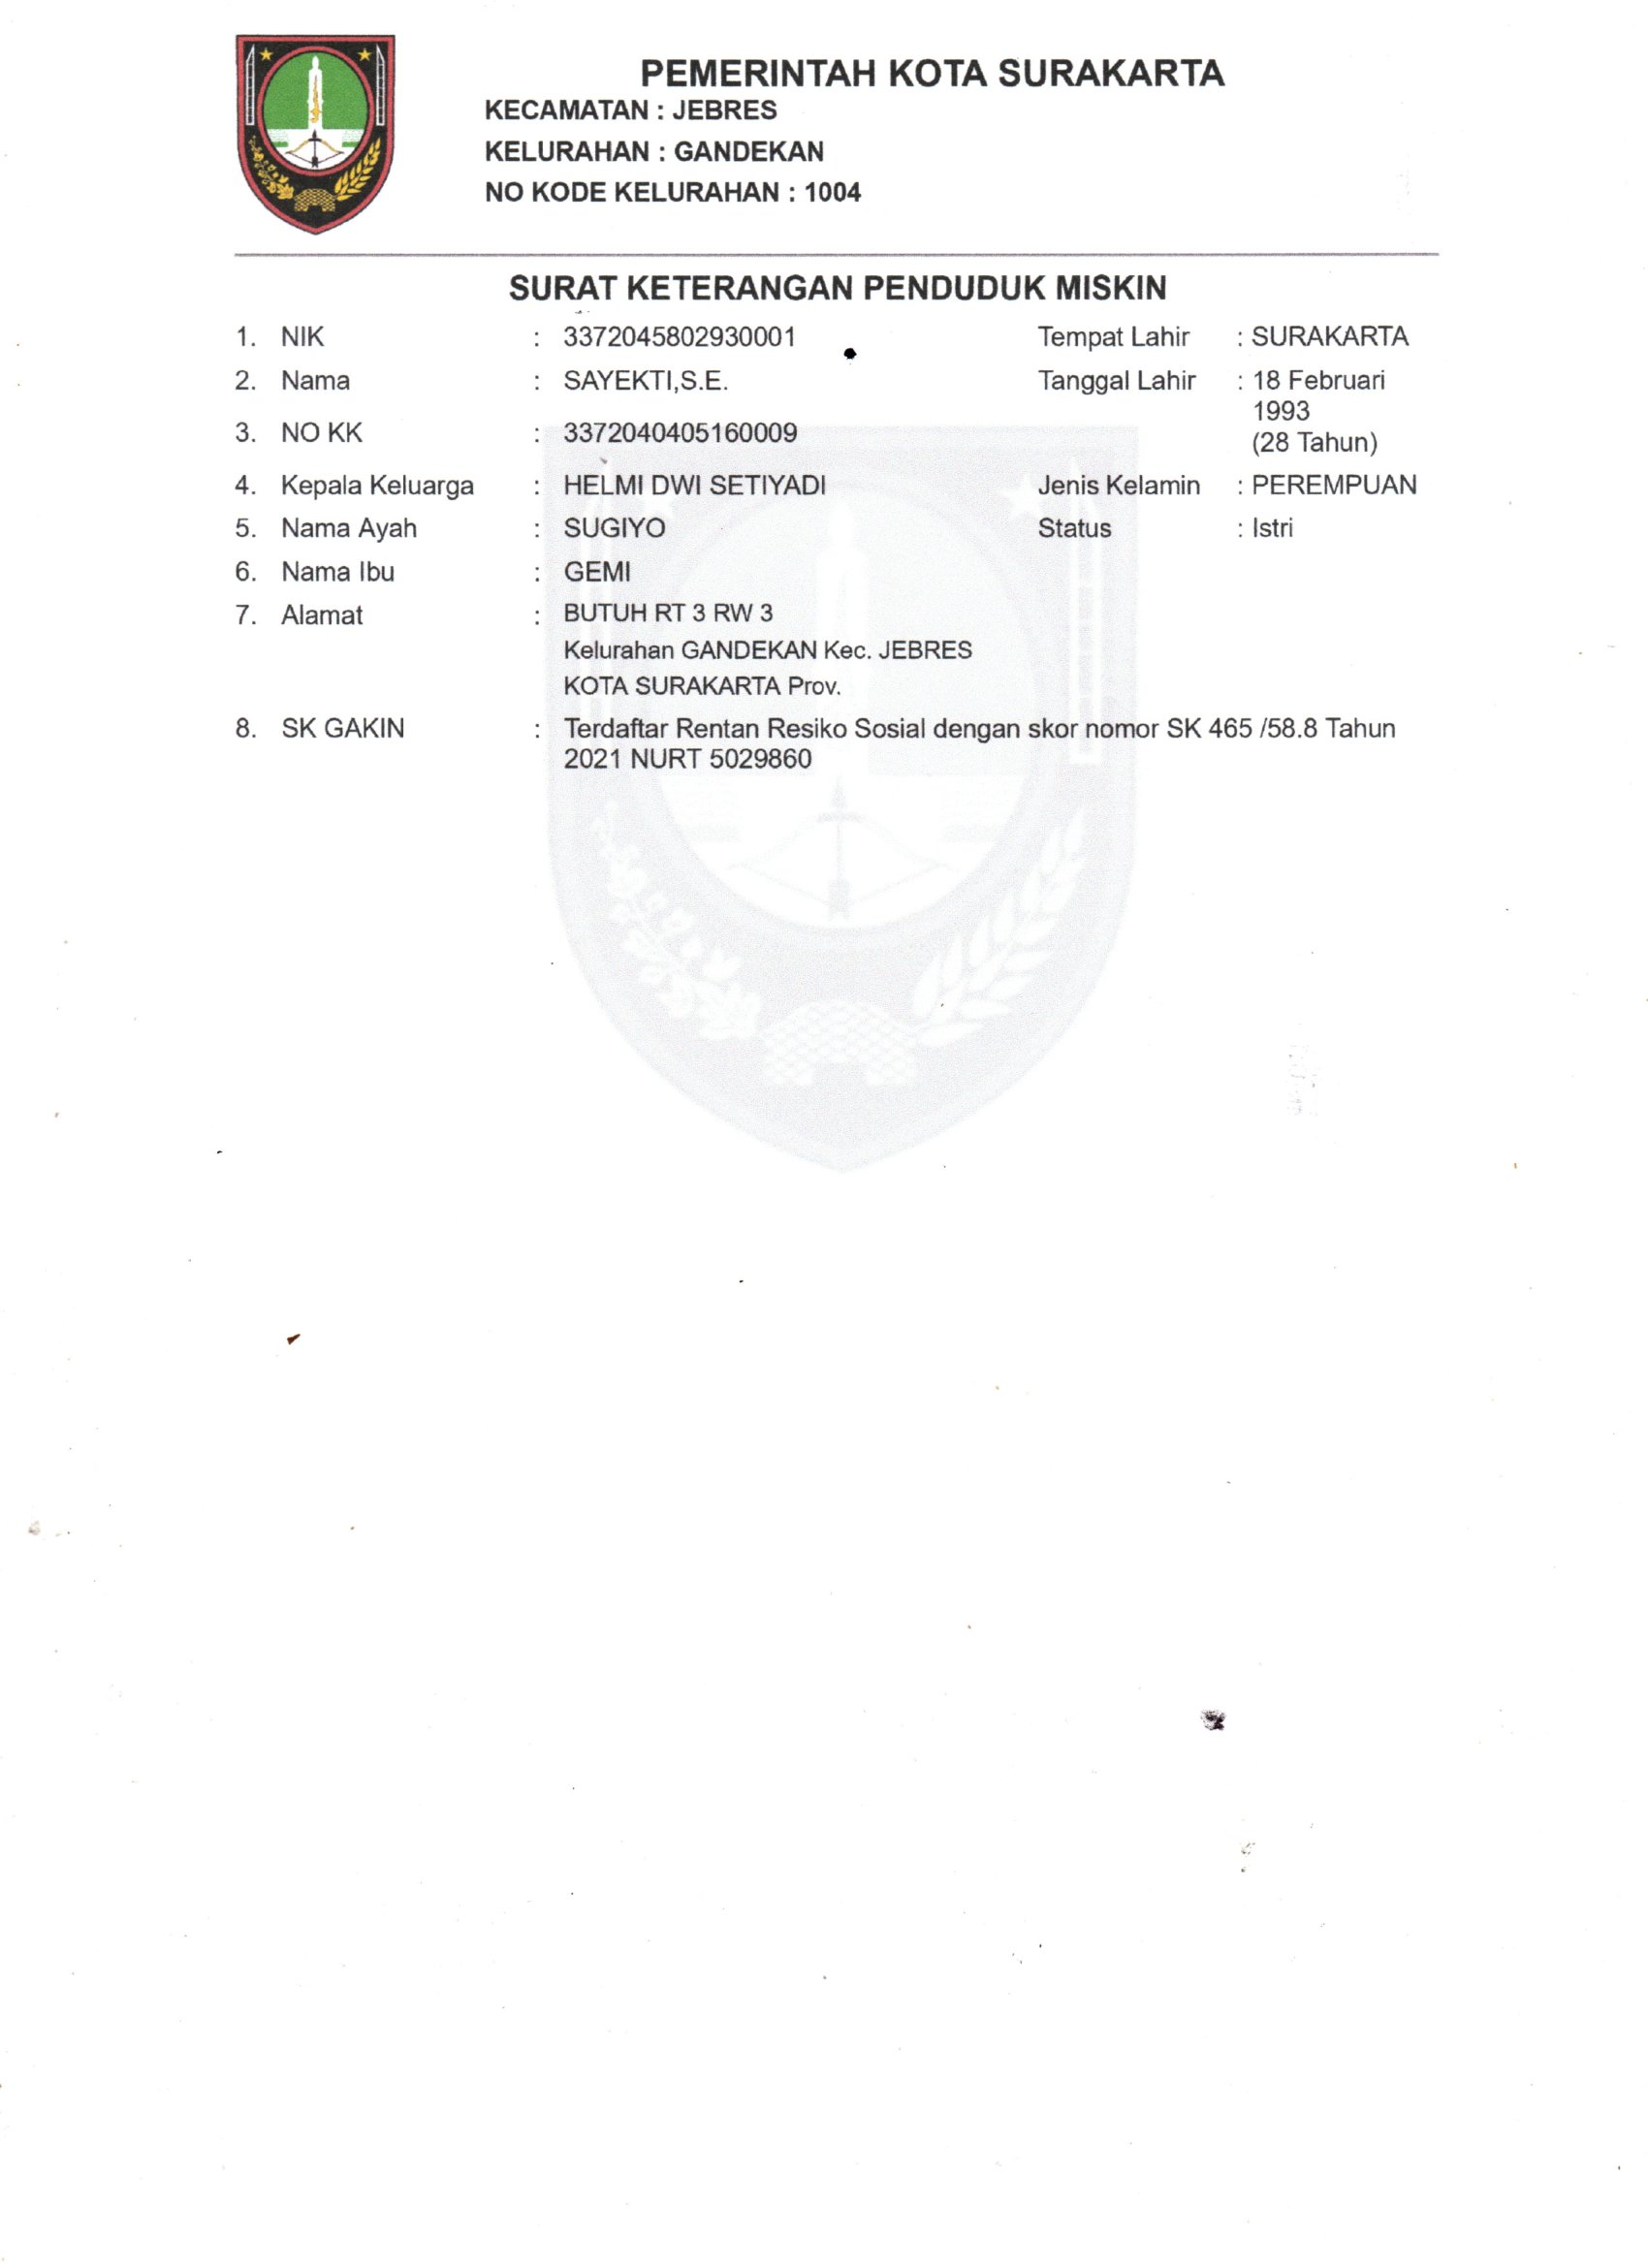 PEMERINTAH KOTA SURAKARTA
KECAMATAN : JEBRES
KELURAHAN : GANDEKAN
NO KODE KELURAHAN : 1004
SURAT KETERANGAN PENDUDUK MISKIN
1. NIK : 3372045802930001 Tempat Lahir : SURAKARTA
2. Nama : SAYEKTI,S.E. Tanggal Lahir : 18 Februari
1993
3. NO KK : 3372040405160009
(28 Tahun)
4. Kepala Keluarga : HELMI DWI SETIYADI Jenis Kelamin : PEREMPUAN
5. Nama Ayah : SUGIYO Status : Istri
6. Nama Ibu : GEMI
7. Alamat : BUTUH RT 3 RW 3
Kelurahan GANDEKAN Kec. JEBRES
KOTA SURAKARTA Prov.
8. SK GAKIN : Terdaftar Rentan Resiko Sosial dengan skor nomor SK 465 /58.8 Tahun
2021 NURT 5029860